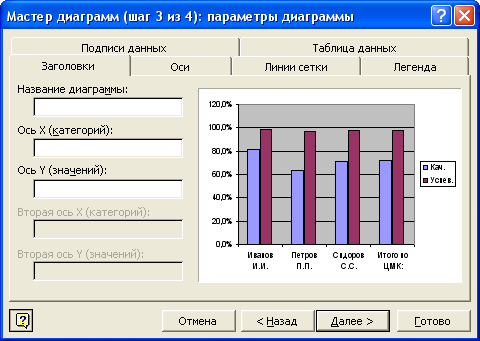 Мастер диаграмм (шаг 3 из 4): параметры диаграммы
Подписи данных
Таблица данных
Заголовки
Оси
Линии сетки
Легенда
Название диаграммы:
Ось X (категорий):
Ось Y (значений):
Вторая ось X (категорий):
Вторая ось Y (значений):
120,0%
100,0%
80,0%
60,0%
40,0%
20,0%
0,0%
Иванов И.И.
Петров П.П.
Сидоров С.С.
Итого по ЦМК:
Кач.
Успев.
Отмена
< Назад
Далее >
Готово